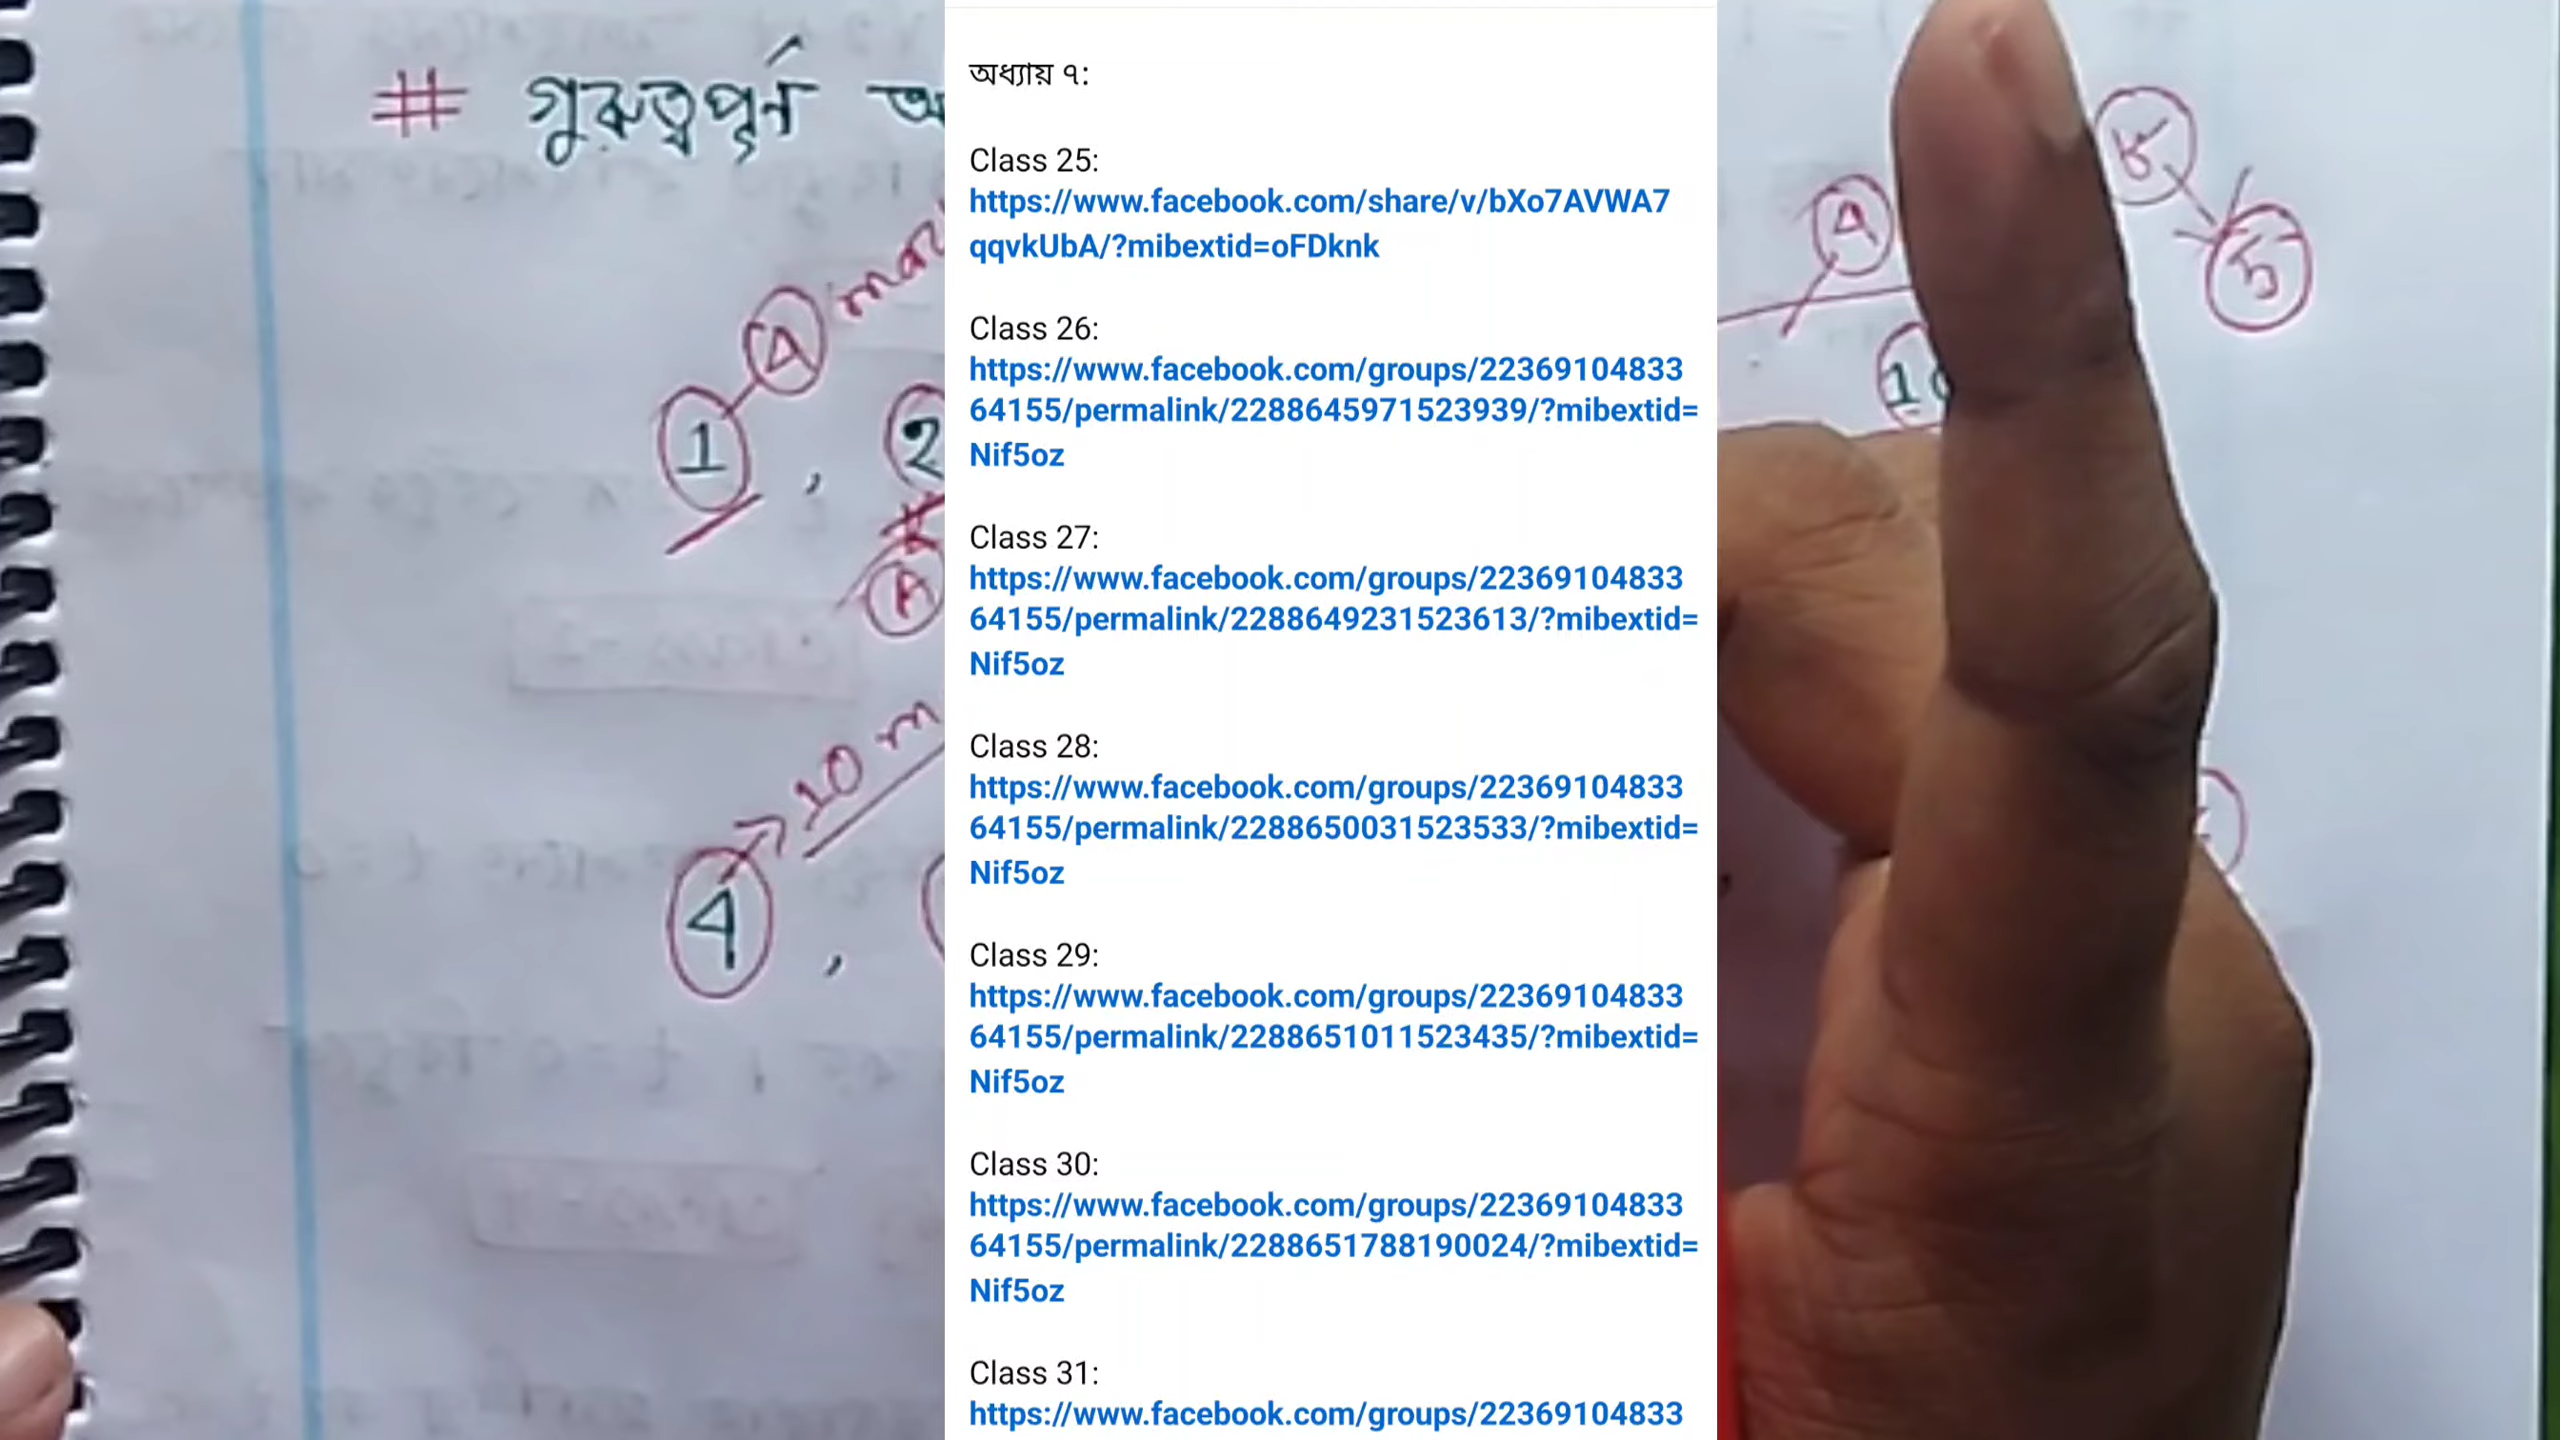 # গুরুত্বপূর্ণ
1 ,
4 , 10
অধ্যায় ৭:
Class 25:
https://www.facebook.com/share/v/bXo7AVWA7
qqvkUbA/?mibextid=oFDknk
Class 26:
https://www.facebook.com/groups/22369104833
64155/permalink/2288645971523939/?mibextid=
Nif5oz
Class 27:
https://www.facebook.com/groups/22369104833
64155/permalink/2288649231523613/?mibextid=
Nif5oz
Class 28:
https://www.facebook.com/groups/22369104833
64155/permalink/2288650031523533/?mibextid=
Nif5oz
Class 29:
https://www.facebook.com/groups/22369104833
64155/permalink/2288651011523435/?mibextid=
Nif5oz
Class 30:
https://www.facebook.com/groups/22369104833
64155/permalink/2288651788190024/?mibextid=
Nif5oz
Class 31:
https://www.facebook.com/groups/22369104833